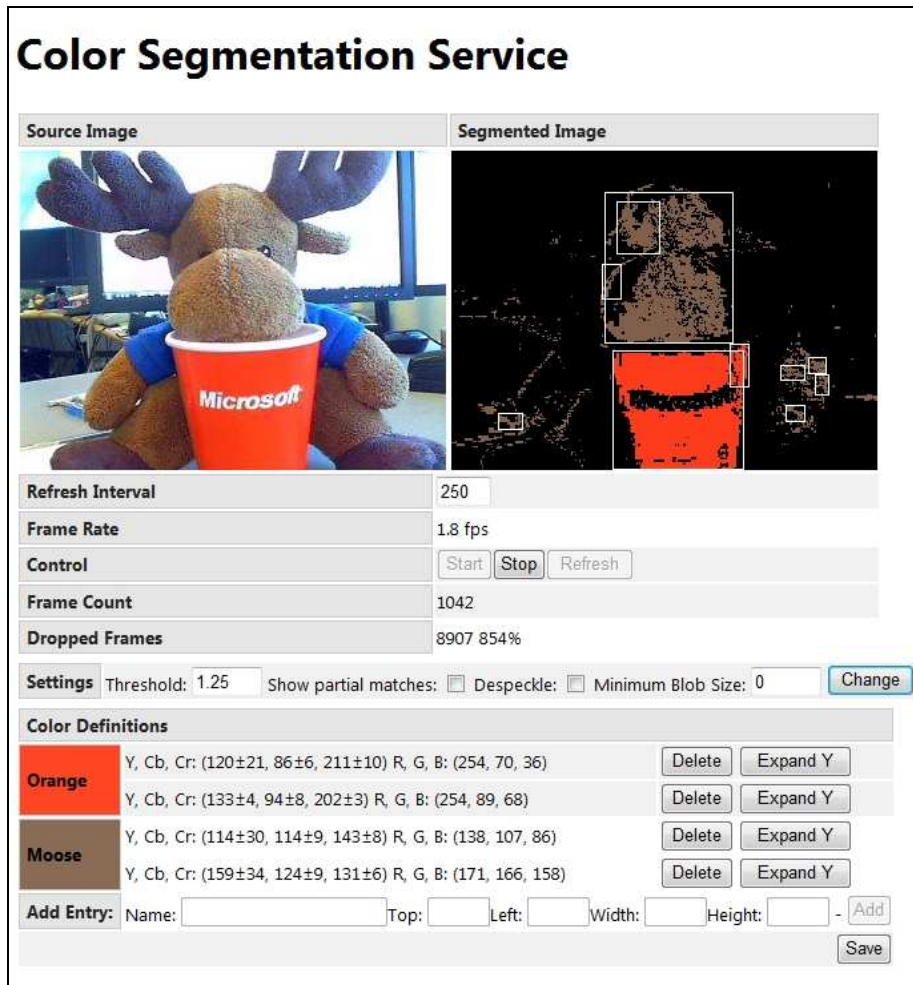 Color Segmentation Service
Source Image Segmented Image
Microsoft
Refresh Interval 250
Frame Rate 1.8 fps
Control Start Stop Refresh
Frame Count 1042
Dropped Frames 8907 854%
Settings Threshold: 1.25 Show partial matches: Despeckle: Minimum Blob Size: 0 Change
Color Definitions
Orange
Y, Cb, Cr: (120±21, 86±6, 211±10) R, G, B: (254, 70, 36) Delete Expand Y
Y, Cb, Cr: (133±4, 94±8, 202±3) R, G, B: (254, 89, 68) Delete Expand Y
Moose
Y, Cb, Cr: (114±30, 114±9, 143±8) R, G, B: (138, 107, 86) Delete Expand Y
Y, Cb, Cr: (159±34, 124±9, 131±6) R, G, B: (171, 166, 158) Delete Expand Y
Add Entry: Name: Top: Left: Width: Height: - Add
Save